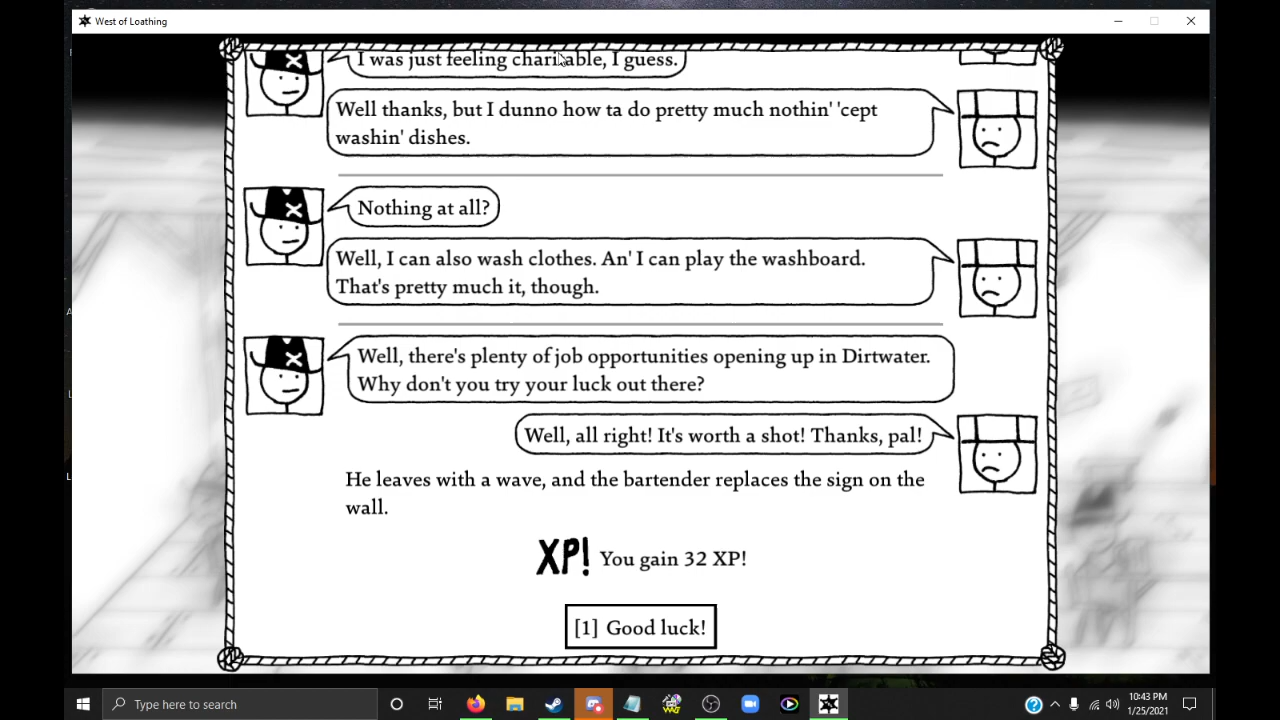 West of Loathing
I was just feeling charitable, I guess.
Well thanks, but I dunno how ta do pretty much nothin' 'cept
washin' dishes.
Nothing at all?
Well, I can also wash clothes. An' I can play the washboard.
That's pretty much it, though.
Well, there's plenty of job opportunities opening up in Dirtwater.
Why don't you try your luck out there?
Well, all right! It's worth a shot! Thanks, pal!
He leaves with a wave, and the bartender replaces the sign on the
wall.
XP! You gain 32 XP!
[1] Good luck!
Type here to search
10:43 PM
1/25/2021